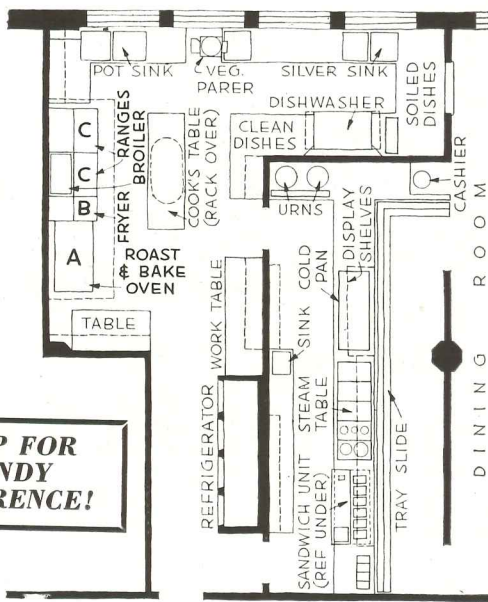 POT SINK
VEG.
PARER
SILVER SINK
DISHWASHER
SOILED
DISHES
CLEAN
DISHES
C
C
B
A
RANGES
BROILER
FRYER
COOK'S TABLE
(RACK OVER)
ROAST
& BAKE
OVEN
TABLE
URNS
CASHIER
DISPLAY
SHELVES
COLD PAN
SINK
WORK TABLE
STEAM
TABLE
REFRIGERATOR
SANDWICH UNIT
(REF UNDER)
TRAY SLIDE
DINING ROOM
P FOR
NDY
RENCE!